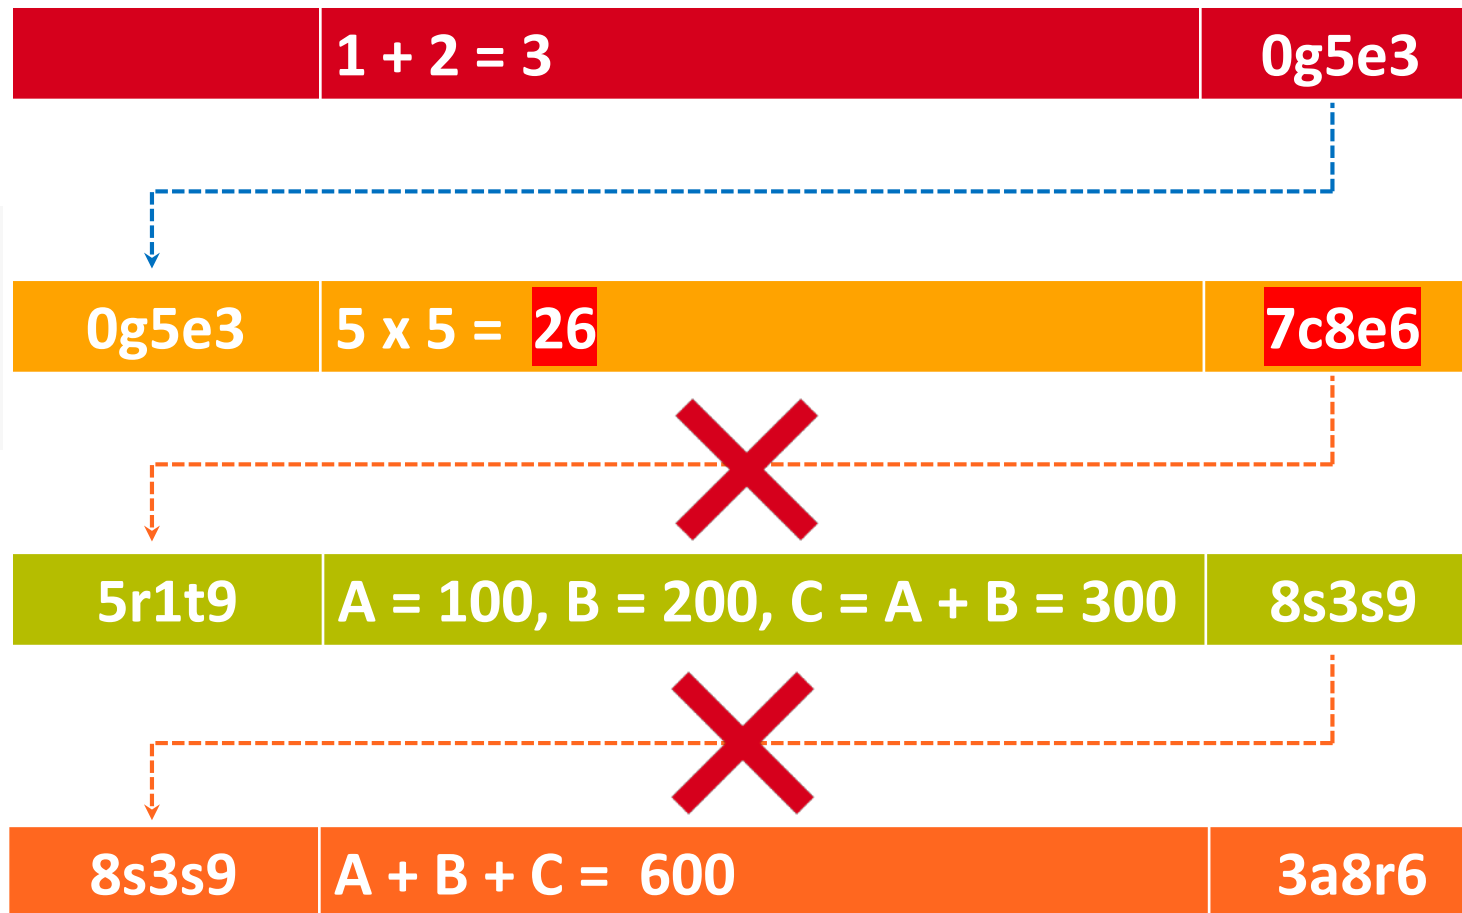 1 + 2 = 3 0g5e3
0g5e3 5 x 5 = 26 7c8e6
5r1t9 A = 100, B = 200, C = A + B = 300 8s3s9
8s3s9 A + B + C = 600 3a8r6